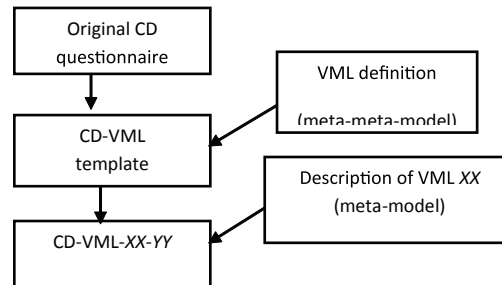 Original CD
questionnaire
VML definition
(meta-meta-model)
CD-VML
template
Description of VML XX
(meta-model)
CD-VML-XX-YY